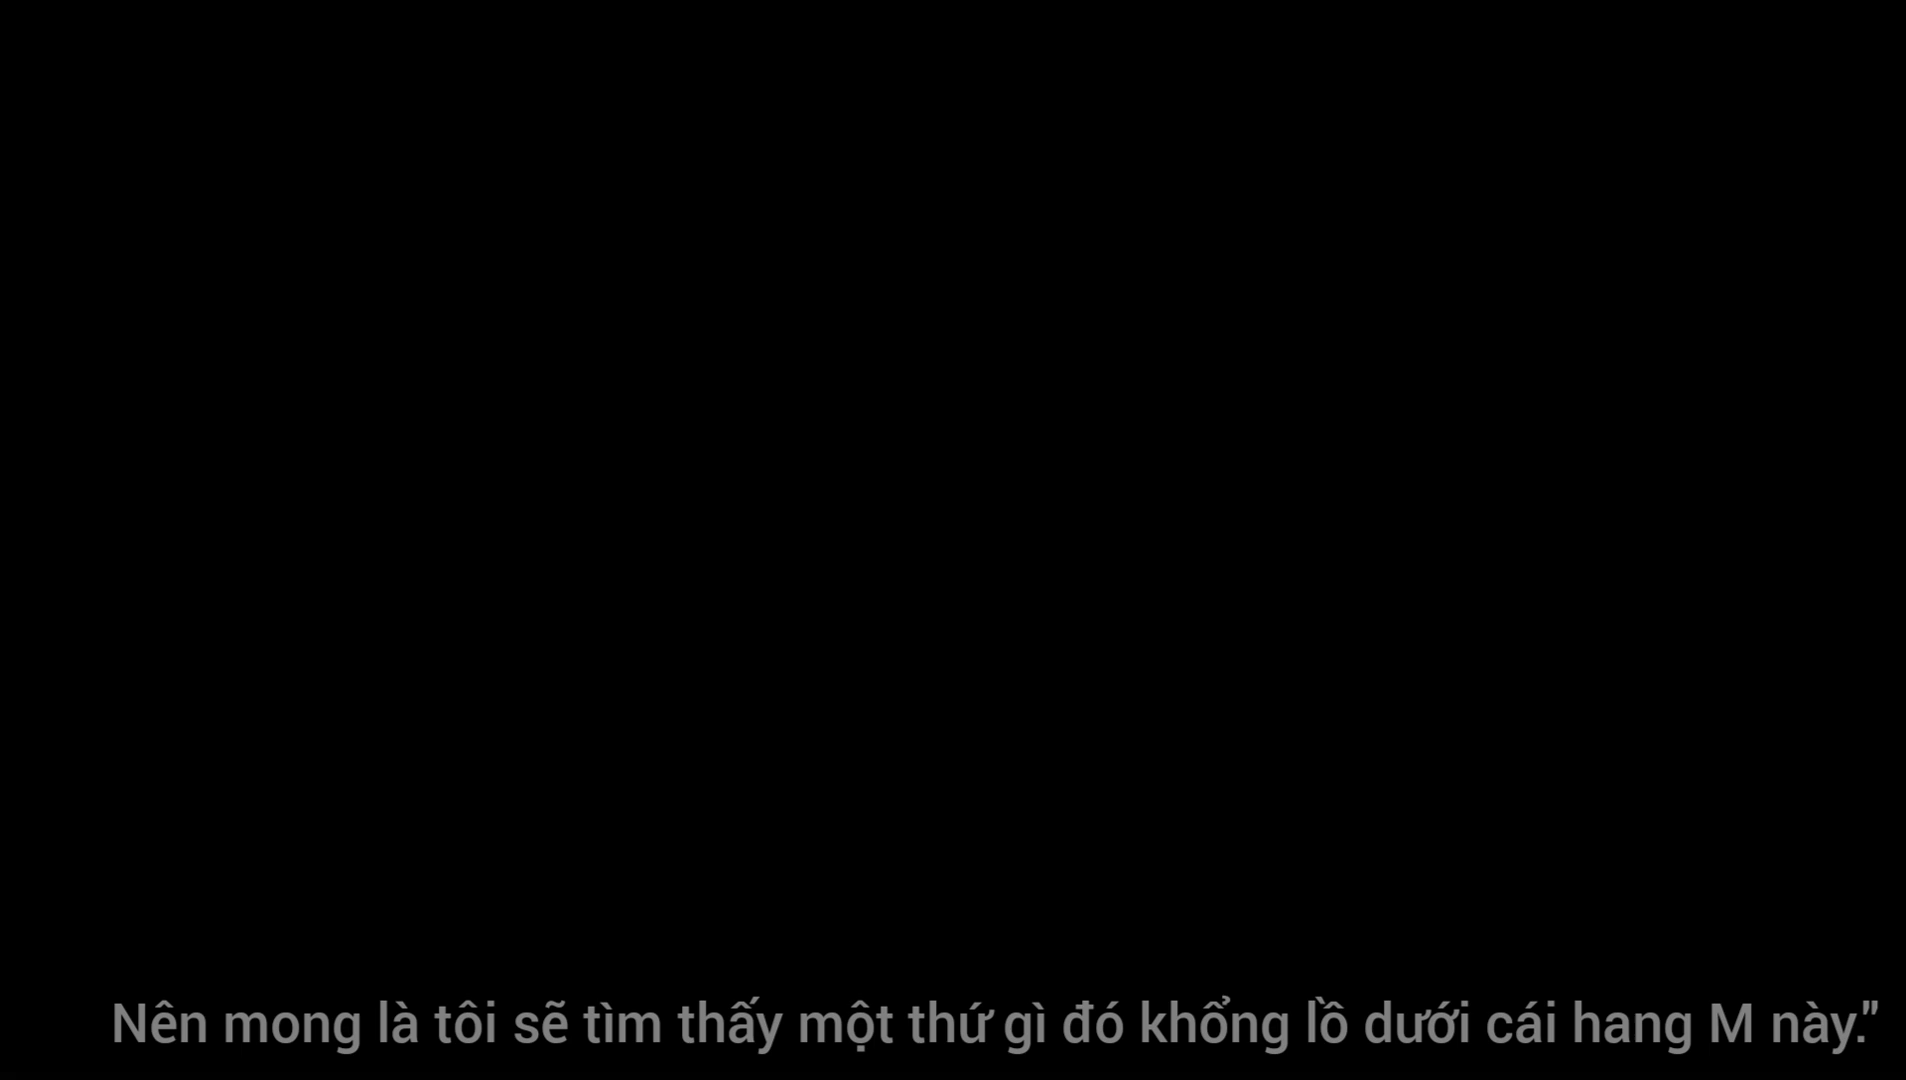 Nên mong là tôi sẽ tìm thấy một thứ gì đó khổng lồ dưới cái hang M này.”